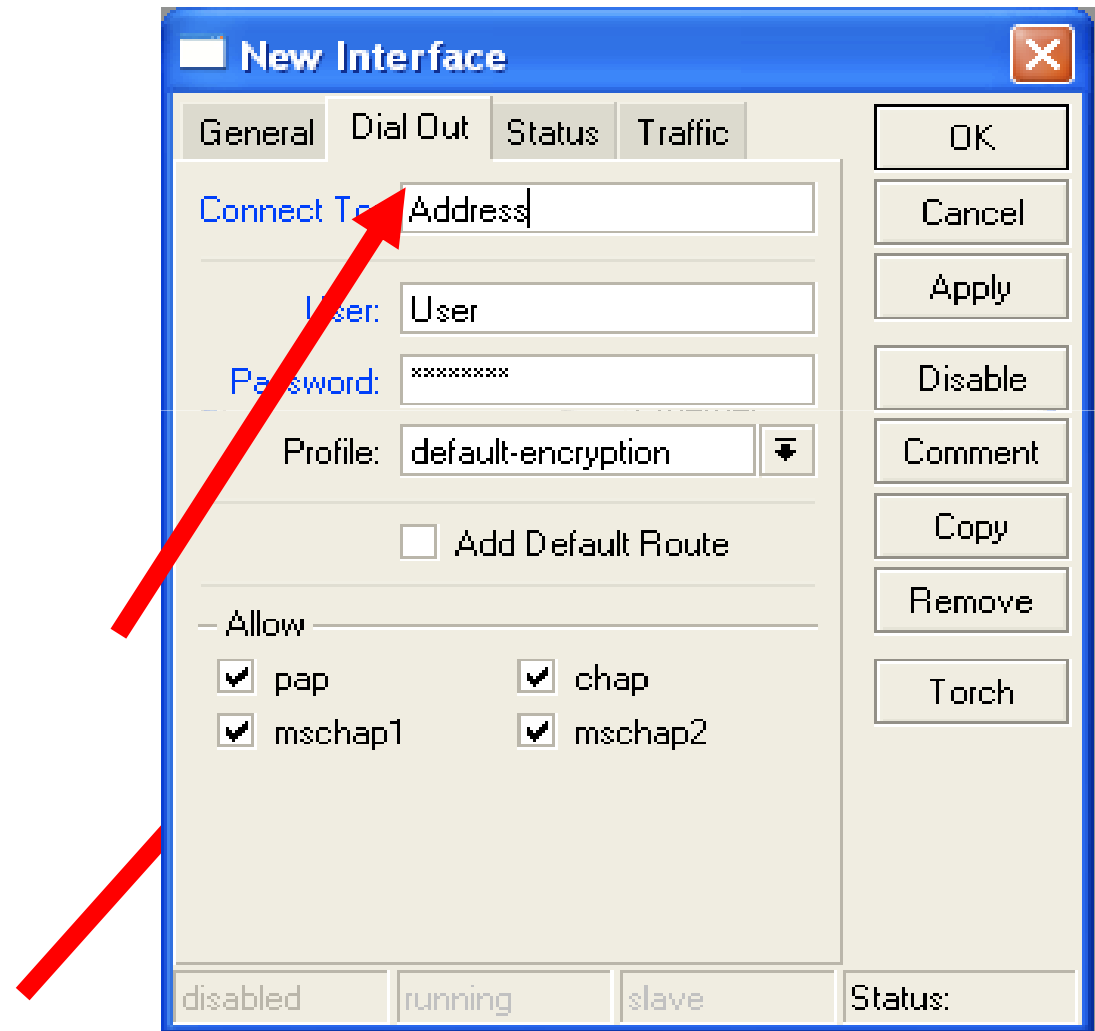 New Interface
General Dial Out Status Traffic
OK
Connect To: Address
Cancel
Apply
User: User
Password: ********
Disable
Profile: default-encryption
Comment
Add Default Route
Copy
Remove
Allow
pap chap
Torch
mschap1 mschap2
disabled running slave Status: